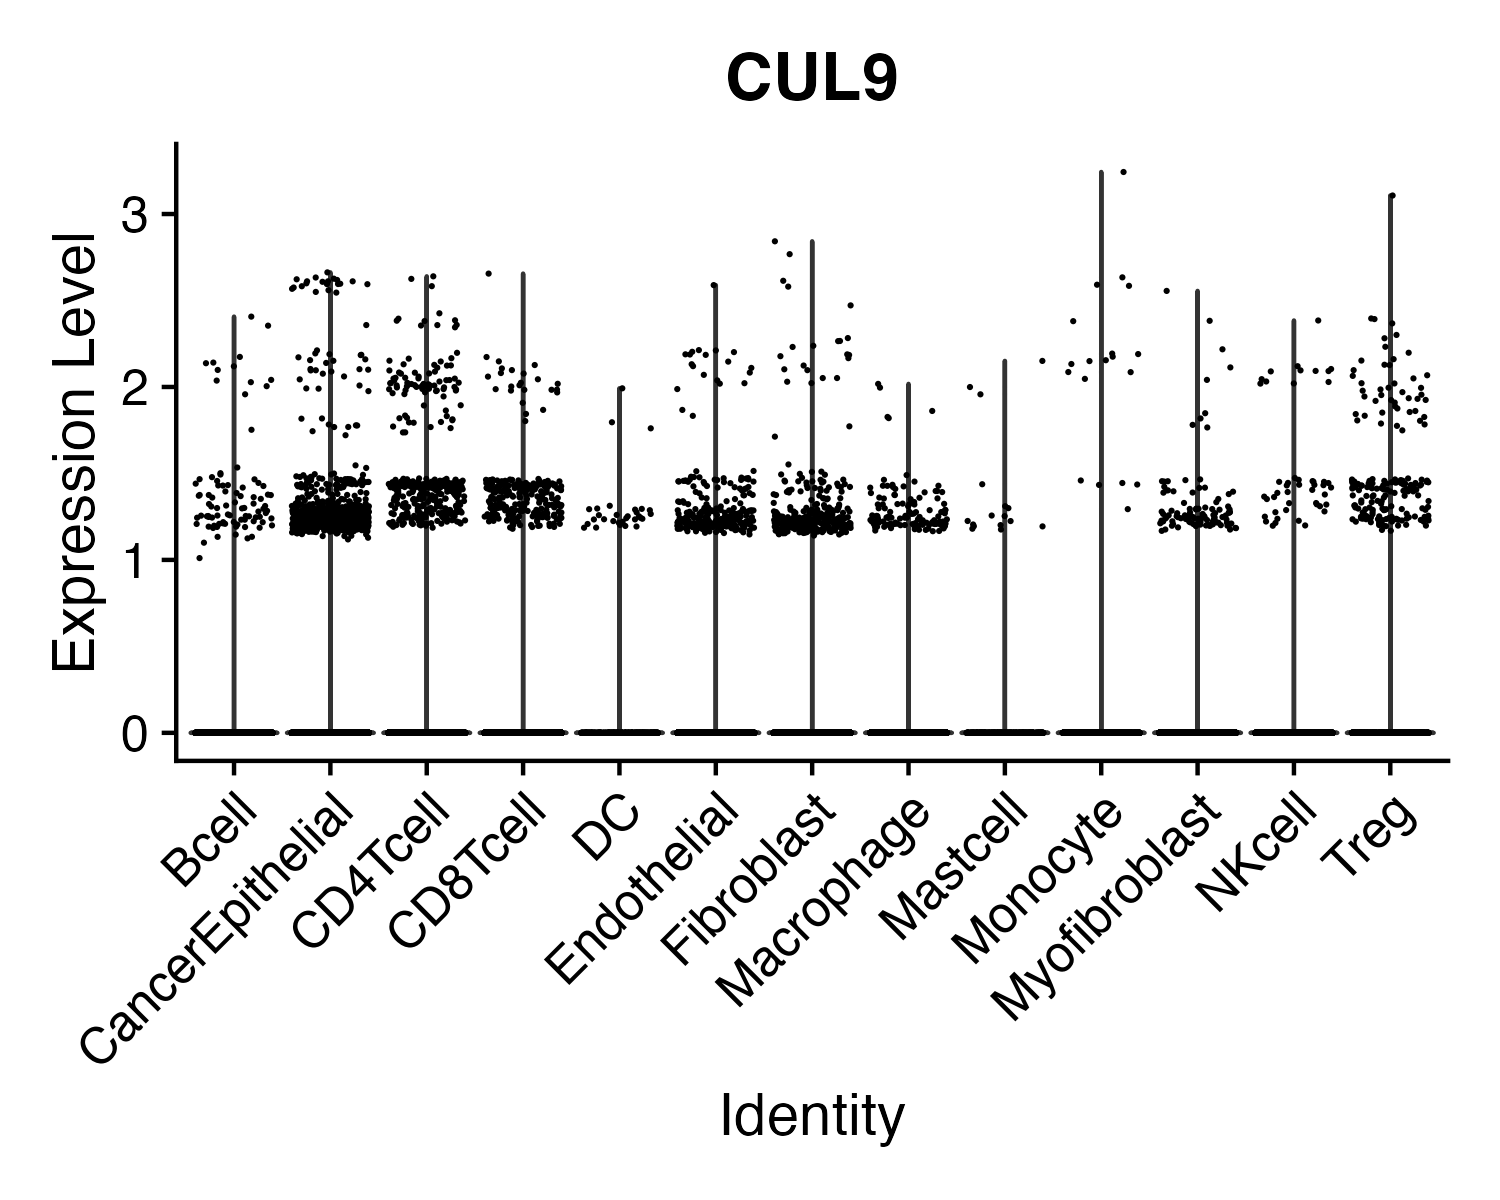 CUL9
Expression Level
3
2
1
0
Bcell
CancerEpithelial
CD4Tcell
CD8Tcell
DC
Endothelial
Fibroblast
Macrophage
Mastcell
Monocyte
Myofibroblast
NKcell
Treg
Identity